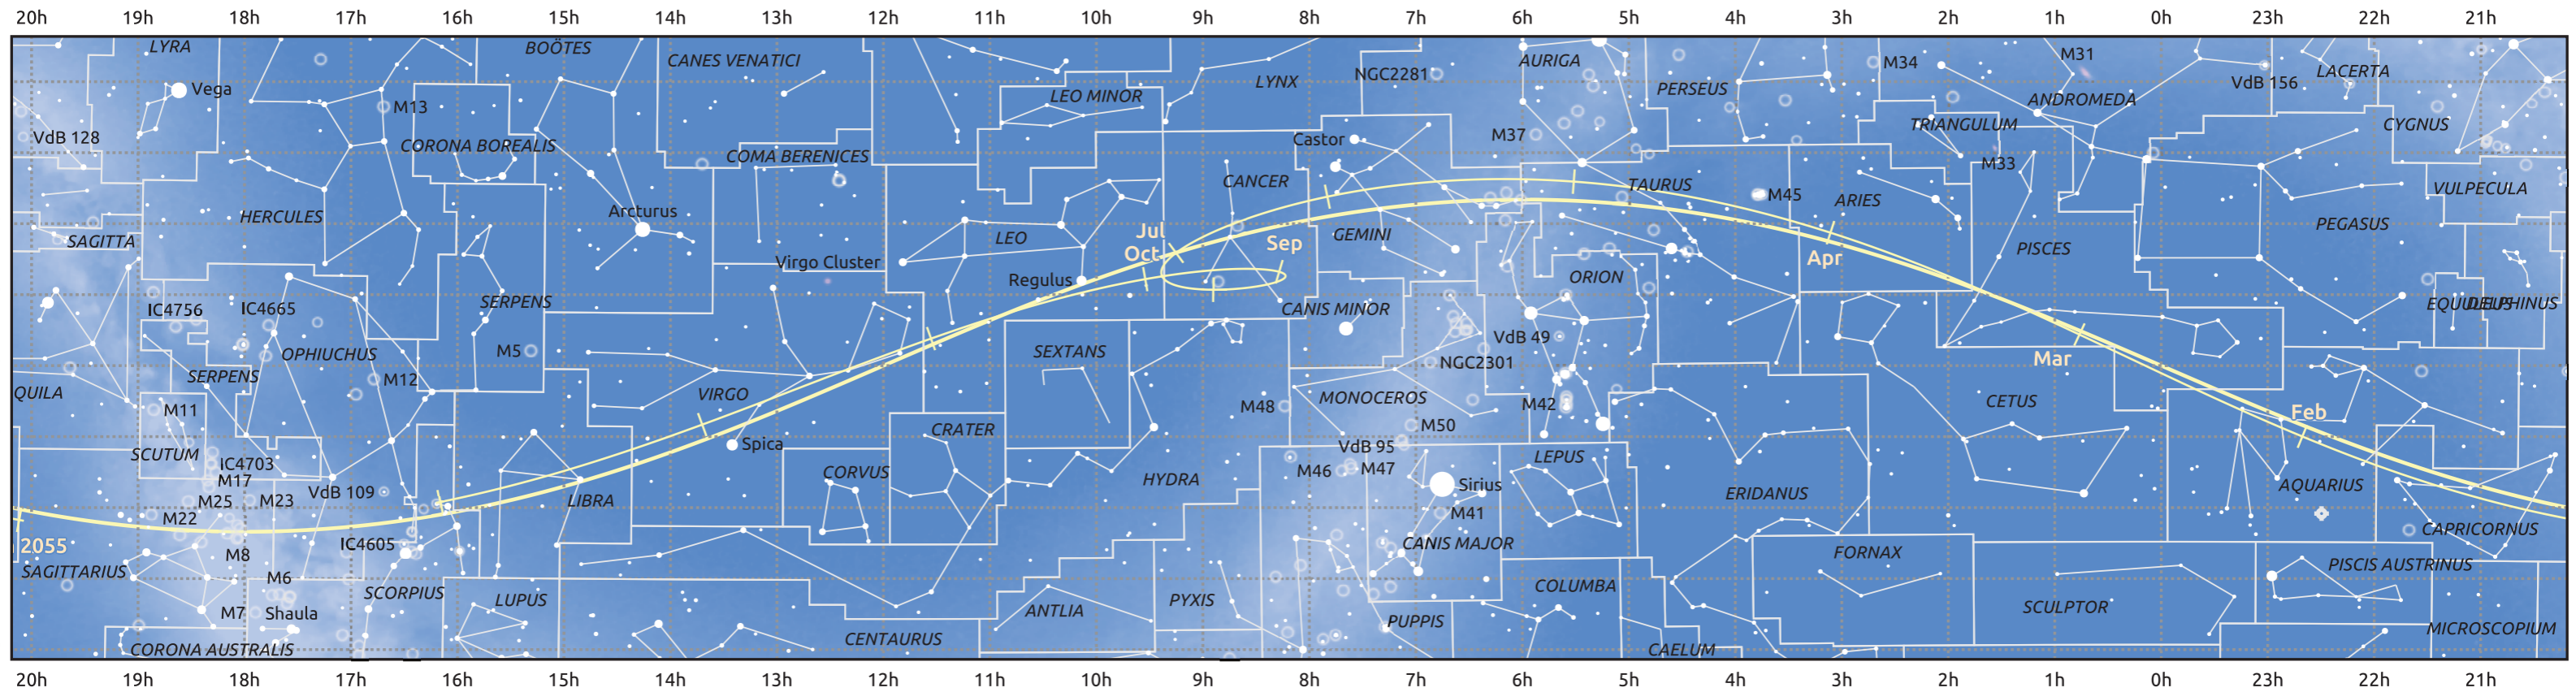 20h 19h 18h 17h 16h 15h 14h 13h 12h 11h 10h 9h 8h 7h 6h 5h 4h 3h 2h 1h 0h 23h 22h 21h
LYRA
BOÖTES
CANES VENATICI
LEO MINOR
LYNX
NGC2281
AURIGA
PERSEUS
M34
M31
ANDROMEDA
VdB 156
LACERTA
Vega
M13
VdB 128
CORONA BOREALIS
COMA BERENICES
Castor
M37
TRIANGULUM
M33
CYGNUS
CANCER
TAURUS
M45
ARIES
VULPECULA
HERCULES
Arcturus
SAGITTA
LEO
Jul
Oct
Sep
GEMINI
Apr
PISCES
PEGASUS
Virgo Cluster
Regulus
ORION
IC4756
IC4665
SERPENS
CANIS MINOR
EQUULEUS
DELPHINUS
OPHIUCHUS
M5
SEXTANS
VdB 49
NGC2301
Mar
SERPENS
M12
QUILA
VIRGO
M11
M48
MONOCEROS
M42
CETUS
Feb
SCUTUM
Spica
CRATER
M50
VdB 95
IC4703
M17
CORVUS
HYDRA
M46
M47
LEPUS
VdB 109
M25
M23
LIBRA
Sirius
ERIDANUS
AQUARIUS
M22
M41
CAPRICORNUS
2055
M8
IC4605
CANIS MAJOR
FORNAX
SAGITTARIUS
M6
SCORPIUS
LUPUS
COLUMBA
PISCIS AUSTRINUS
M7
Shaula
ANTLIA
PYXIS
PUPPIS
SCULPTOR
MICROSCOPIUM
CORONA AUSTRALIS
CENTAURUS
CAELUM
20h 19h 18h 17h 16h 15h 14h 13h 12h 11h 10h 9h 8h 7h 6h 5h 4h 3h 2h 1h 0h 23h 22h 21h